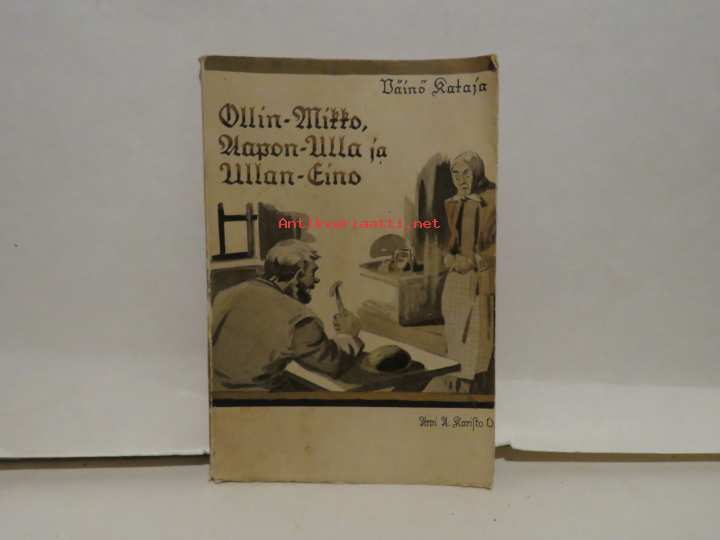 Väinö Kataja
Ollin-Mikko,
Aapon-Ulla ja
Ullan-Eino
Antikvariaatti.net
Arvi A. Karisto O.